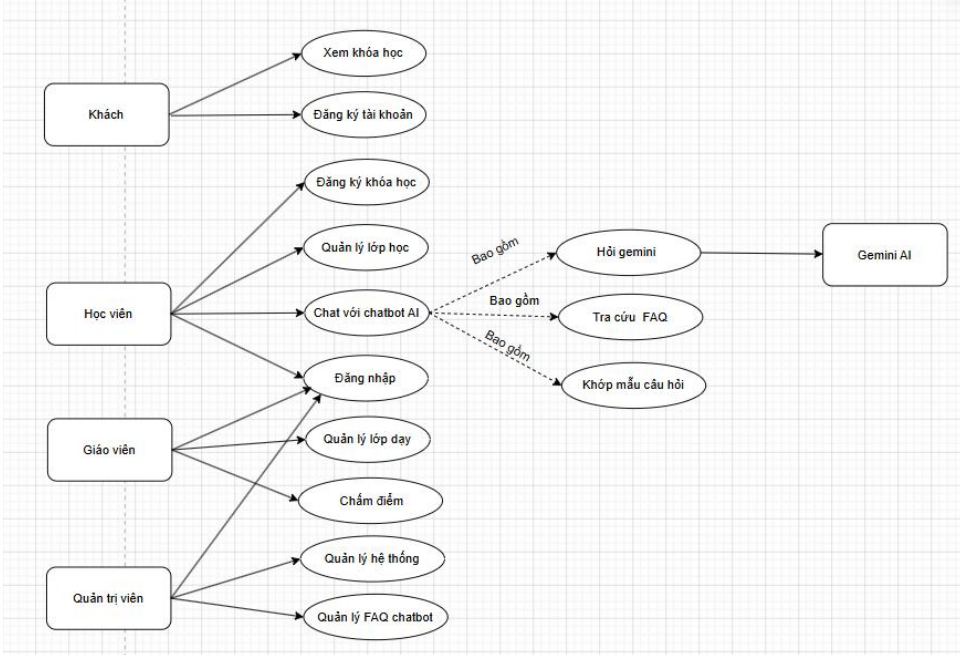 Xem khóa học
Khách
Đăng ký tài khoản
Đăng ký khóa học
Quản lý lớp học
Bao gồm
Hỏi gemini
Gemini AI
Học viên
Chat với chatbot AI
Bao gồm
Tra cứu FAQ
Bao gồm
Khớp mẫu câu hỏi
Đăng nhập
Giáo viên
Quản lý lớp dạy
Chấm điểm
Quản lý hệ thống
Quản trị viên
Quản lý FAQ chatbot